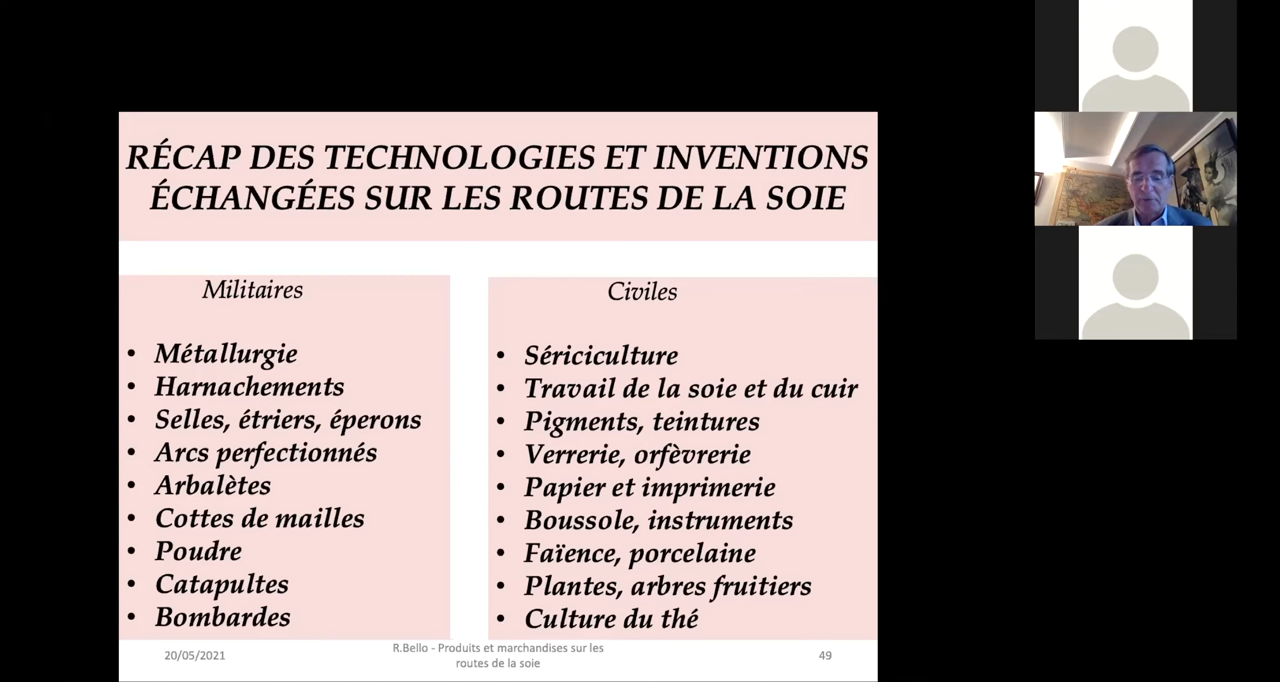 RÉCAP DES TECHNOLOGIES ET INVENTIONS
ÉCHANGÉES SUR LES ROUTES DE LA SOIE
Militaires
• Métallurgie
• Harnachements
• Selles, étriers, éperons
• Arcs perfectionnés
• Arbalètes
• Cottes de mailles
• Poudre
• Catapultes
• Bombardes
Civiles
• Sériciculture
• Travail de la soie et du cuir
• Pigments, teintures
• Verrerie, orfèvrerie
• Papier et imprimerie
• Boussole, instruments
• Faïence, porcelaine
• Plantes, arbres fruitiers
• Culture du thé
20/05/2021
R.Bello - Produits et marchandises sur les
routes de la soie
49